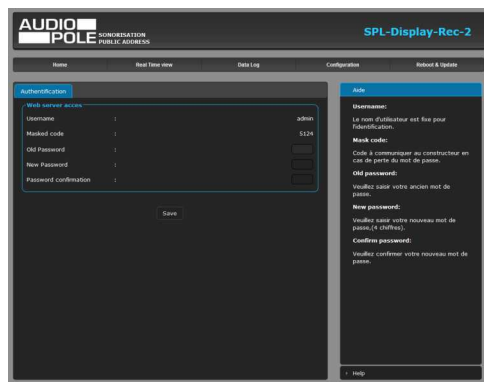 AUDIO
POLE SONORISATION
PUBLIC ADDRESS
SPL-Display-Rec-2
Home Real Time view Data Log Configuration Reboot & Update
Authentification
Web server acces
Username : admin
Masked code : 5124
Old Password :
New Password :
Password confirmation :
Save
Aide
Username:
Le nom d'utilisateur est fixe pour
l'identification.
Mask code:
Code à communiquer au constructeur en
cas de perte du mot de passe.
Old password:
Veuillez saisir votre ancien mot de
passe.
New password:
Veuillez saisir votre nouveau mot de
passe,(4 chiffres).
Confirm password:
Veuillez confirmer votre nouveau mot de
passe.
‹ Help